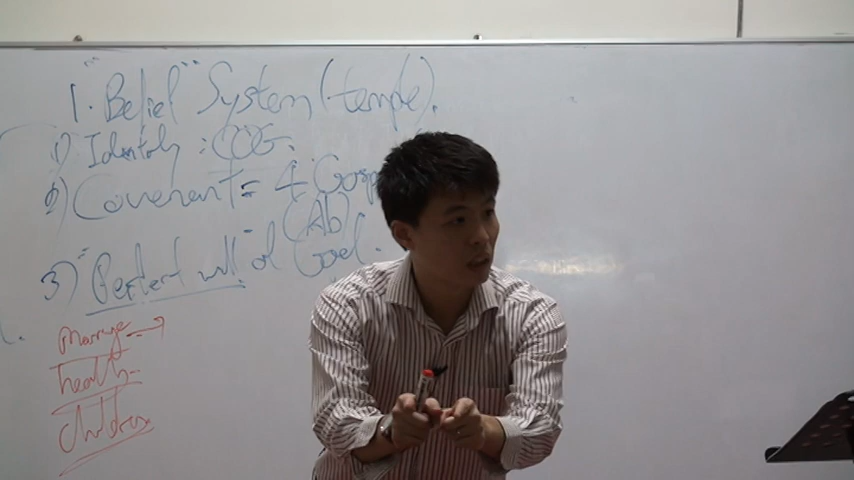 1. "Belief" System (temple).
1) Identity : COG.
2) Covenant = 4 Gosp
(Ab)
3) "Perfect will" of God.
Marriage →
health
children